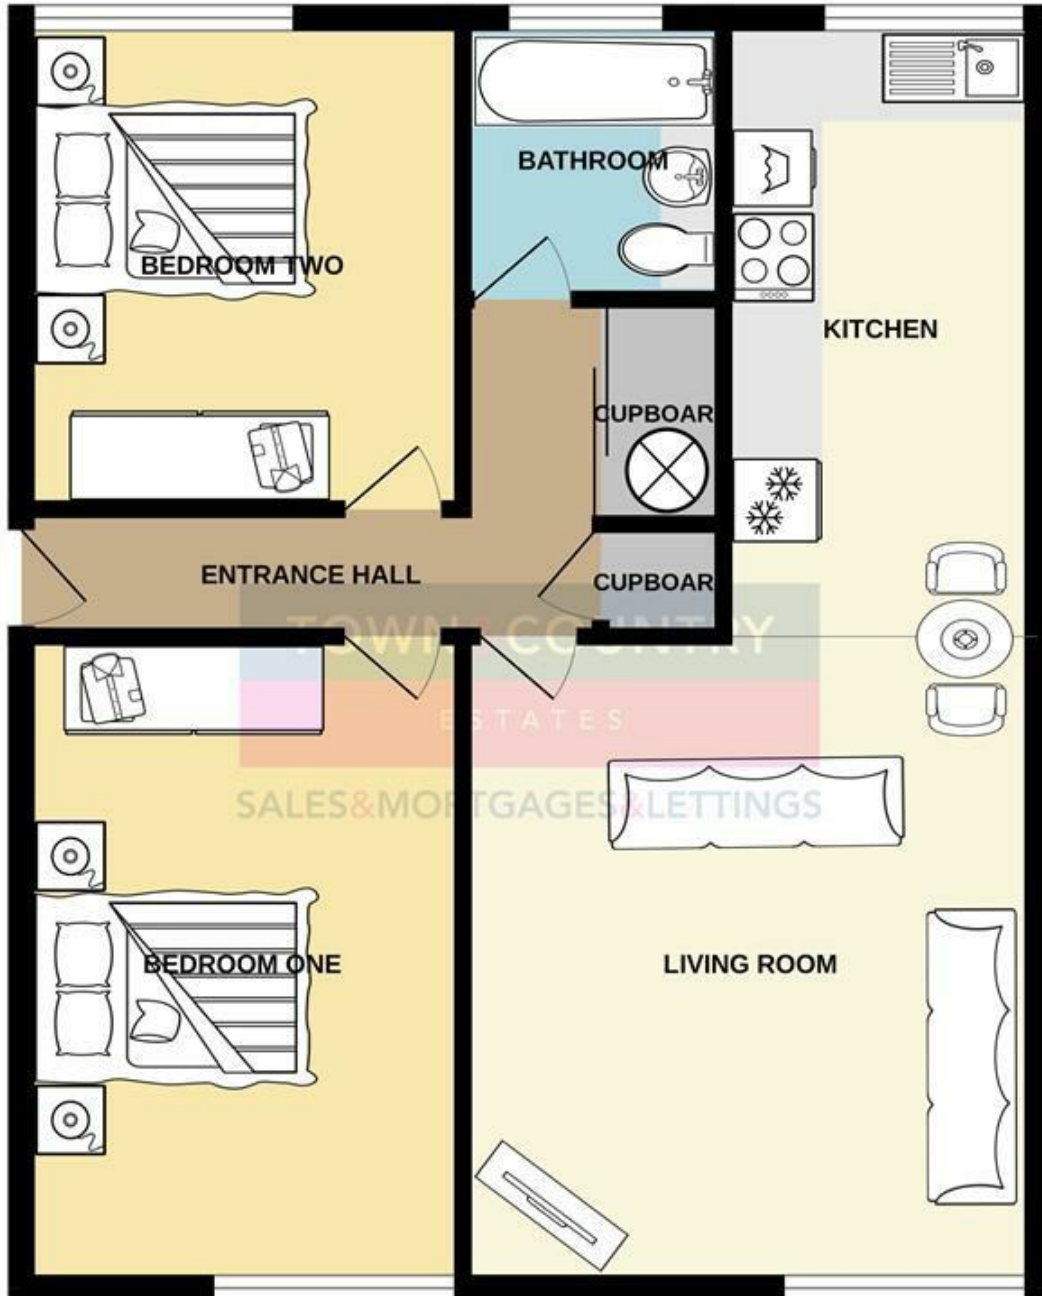 BATHROOM
BEDROOM TWO
KITCHEN
CUPBOAR
ENTRANCE HALL
CUPBOAR
TOWN & COUNTRY
ESTATES
SALES&MORTGAGES&LETTINGS
BEDROOM ONE
LIVING ROOM